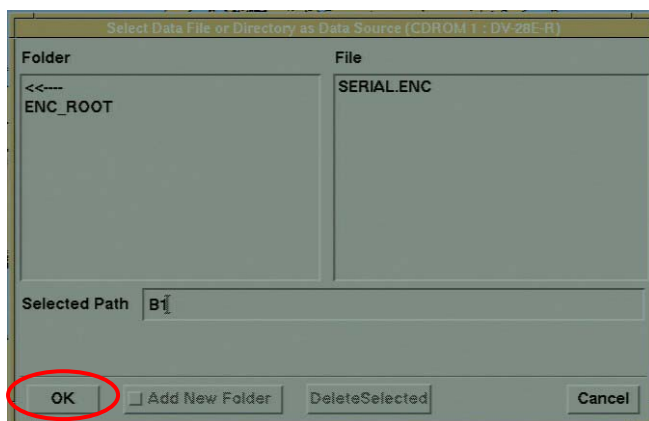 Select Data File or Directory as Data Source (CDROM 1 : DV-28E-R)
Folder
File
<<----
ENC_ROOT
SERIAL.ENC
Selected Path
B1
OK
Add New Folder
DeleteSelected
Cancel